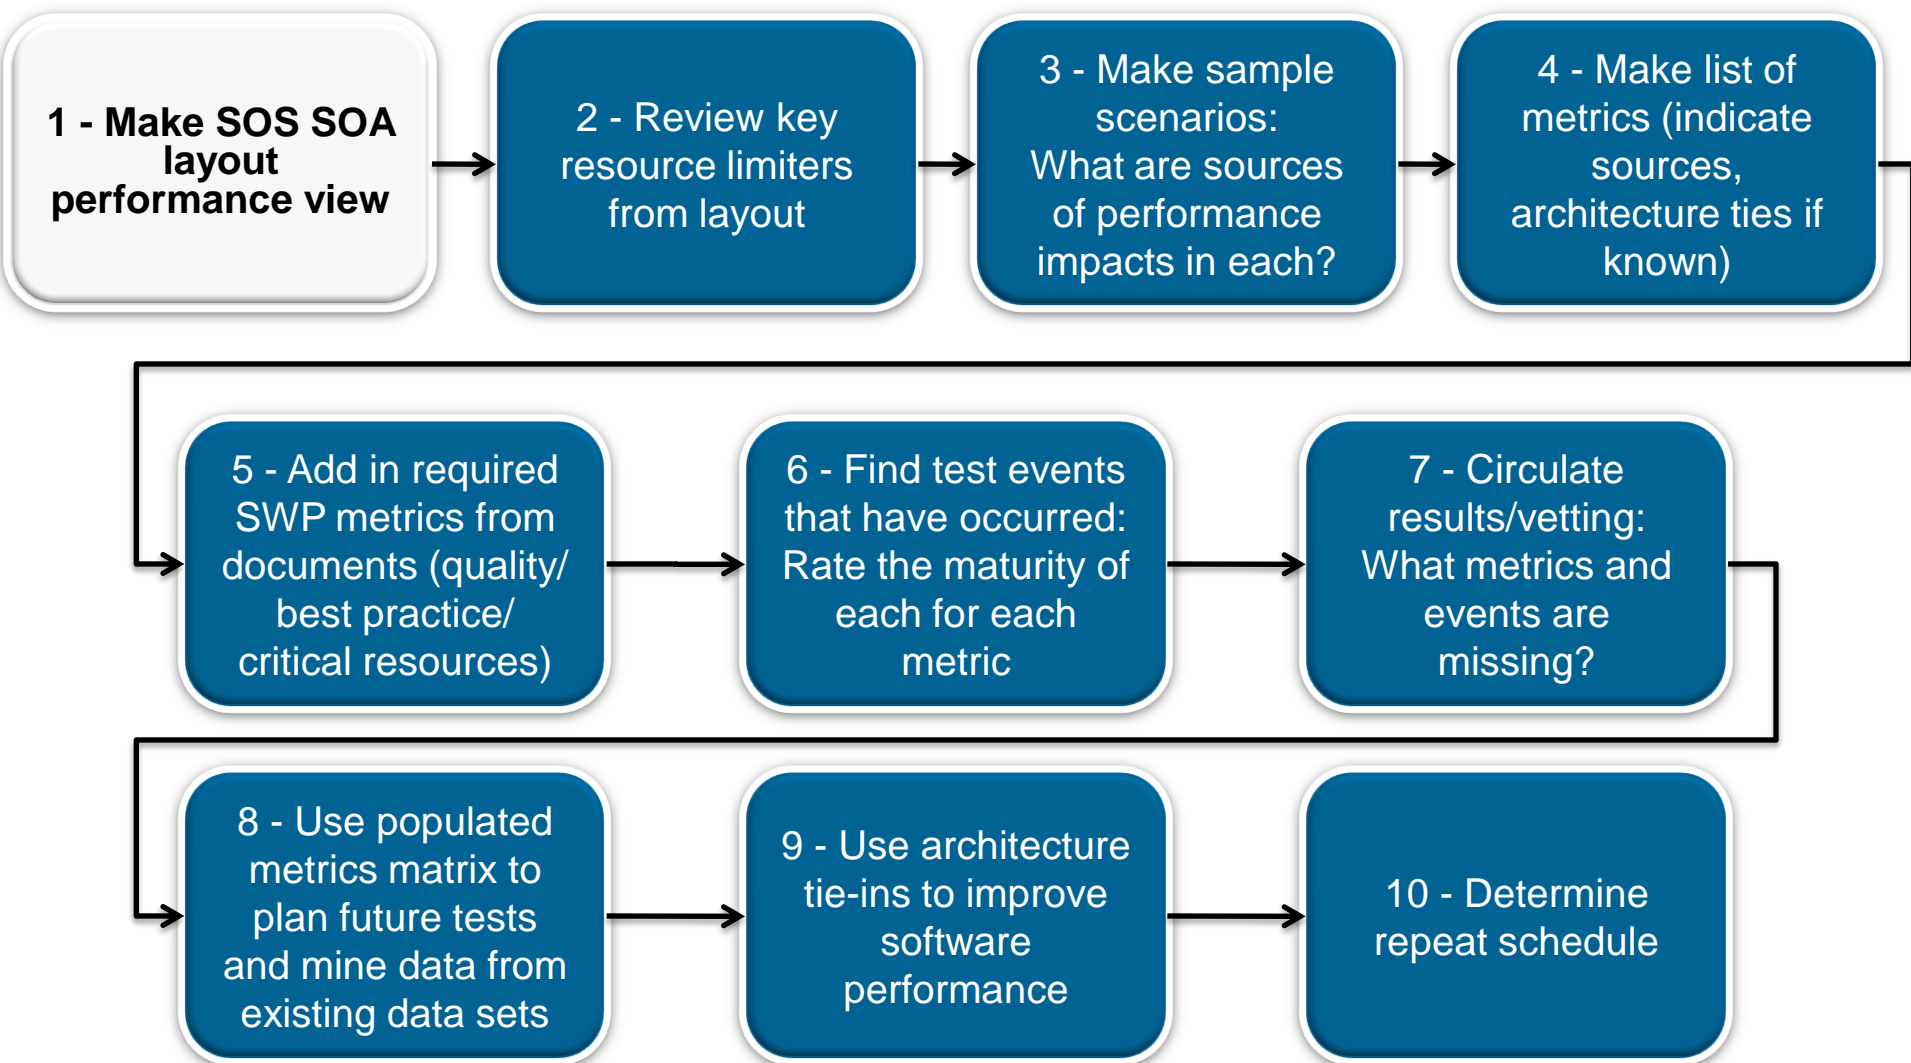 1 - Make SOS SOA
layout
performance view
2 - Review key
resource limiters
from layout
3 - Make sample
scenarios:
What are sources
of performance
impacts in each?
4 - Make list of
metrics (indicate
sources,
architecture ties if
known)
5 - Add in required
SWP metrics from
documents (quality/
best practice/
critical resources)
6 - Find test events
that have occurred:
Rate the maturity of
each for each
metric
7 - Circulate
results/vetting:
What metrics and
events are
missing?
8 - Use populated
metrics matrix to
plan future tests
and mine data from
existing data sets
9 - Use architecture
tie-ins to improve
software
performance
10 - Determine
repeat schedule